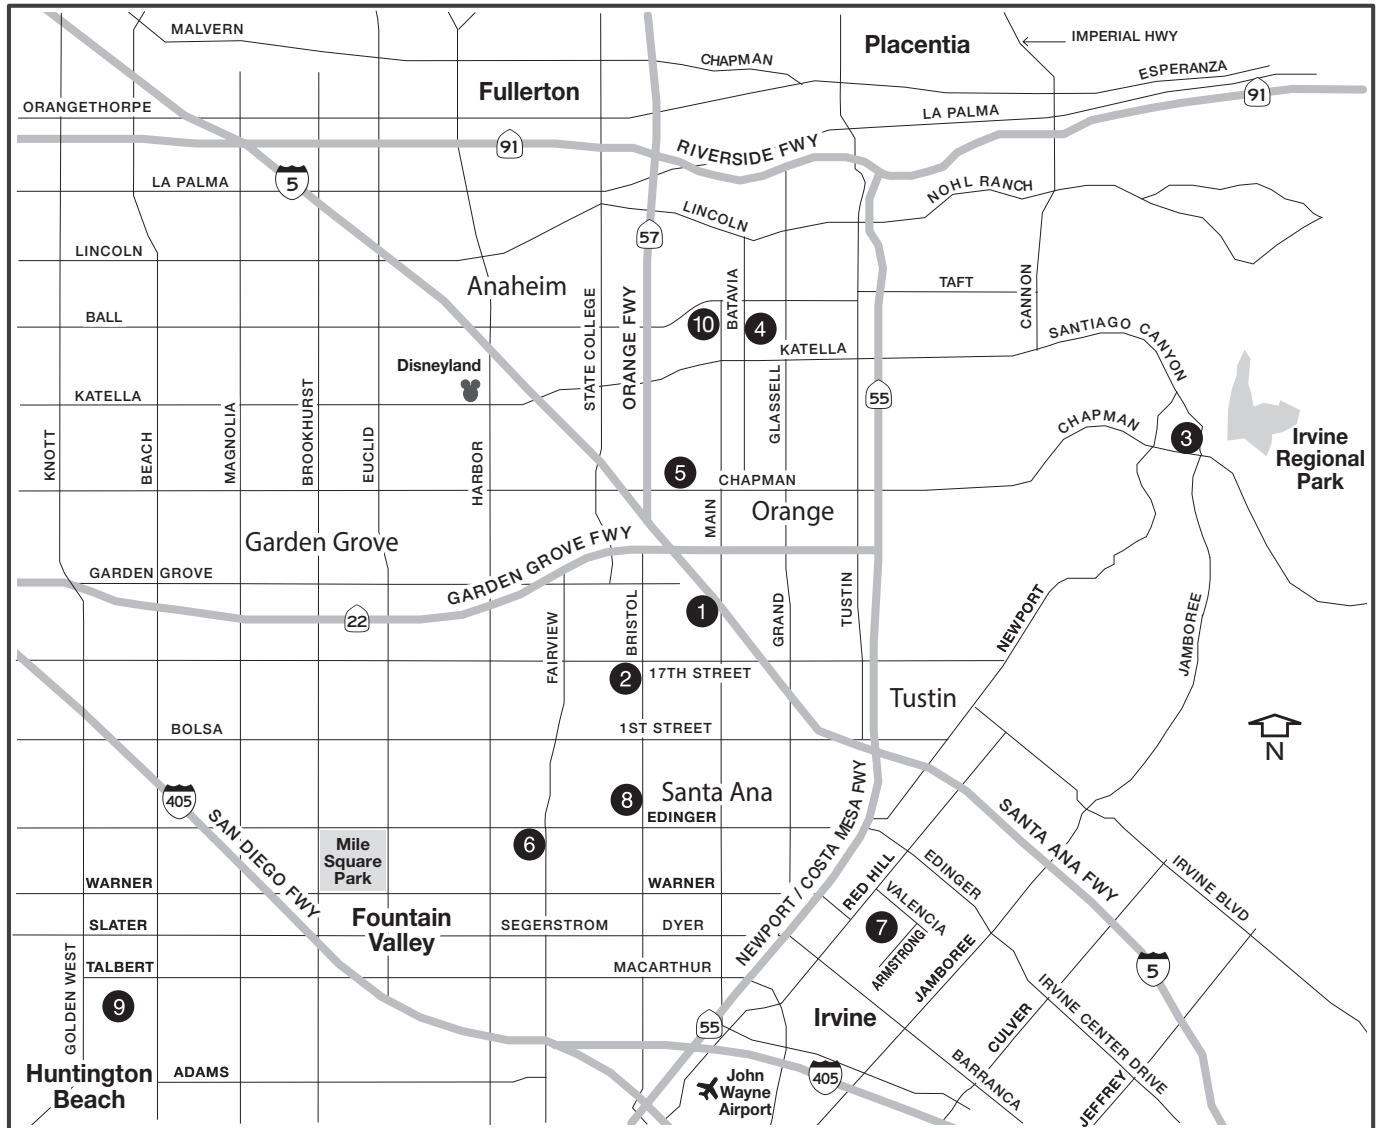 MALVERN
IMPERIAL HWY
Placentia
CHAPMAN
ESPERANZA
Fullerton
91
ORANGETHORPE
LA PALMA
91
RIVERSIDE FWY
5
LA PALMA
NOHL RANCH
LINCOLN
57
LINCOLN
Anaheim
TAFT
BATAVIA
CANNON
BALL
STATE COLLEGE
ORANGE FWY
10
4
SANTIAGO CANYON
KATELLA
Disneyland
KATELLA
GLASSELL
55
CHAPMAN
3
Irvine
Regional
Park
KNOTT
BEACH
MAGNOLIA
BROOKHURST
EUCLID
HARBOR
5
CHAPMAN
MAIN
Orange
Garden Grove
GARDEN GROVE FWY
GARDEN GROVE
22
1
FAIRVIEW
BRISTOL
GRAND
TUSTIN
NEWPORT
JAMBOREE
2
17TH STREET
Tustin
BOLSA
1ST STREET
N
405
8
Santa Ana
EDINGER
SAN DIEGO FWY
6
Mile
Square
Park
NEWPORT / COSTA MESA FWY
SANTA ANA FWY
RED HILL
EDINGER
IRVINE BLVD
WARNER
WARNER
VALENCIA
Fountain
Valley
SLATER
SEGERSTROM
DYER
7
ARMSTRONG
JAMBOREE
TALBERT
MACARTHUR
5
GOLDEN WEST
9
55
Irvine
CULVER
IRVINE CENTER DRIVE
Huntington
Beach
ADAMS
John
Wayne
Airport
405
BARRANCA
JEFFREY